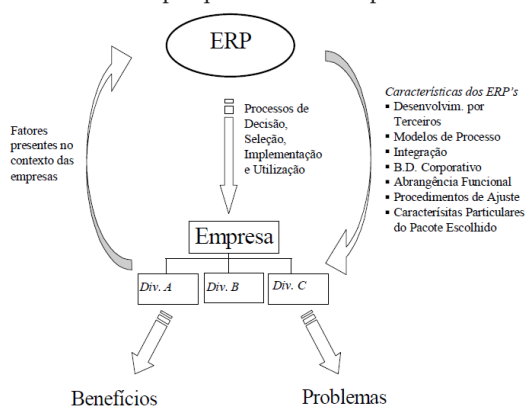 ERP
Fatores
presentes no
contexto das
empresas
Processos de
Decisão,
Seleção,
Implementação
e Utilização
Características dos ERP's
▪ Desenvolvim. por
Terceiros
▪ Modelos de Processo
▪ Integração
▪ B.D. Corporativo
▪ Abrangência Funcional
▪ Procedimentos de Ajuste
▪ Caracterísitas Particulares
do Pacote Escolhido
Empresa
Div. A
Div. B
Div. C
Benefícios
Problemas